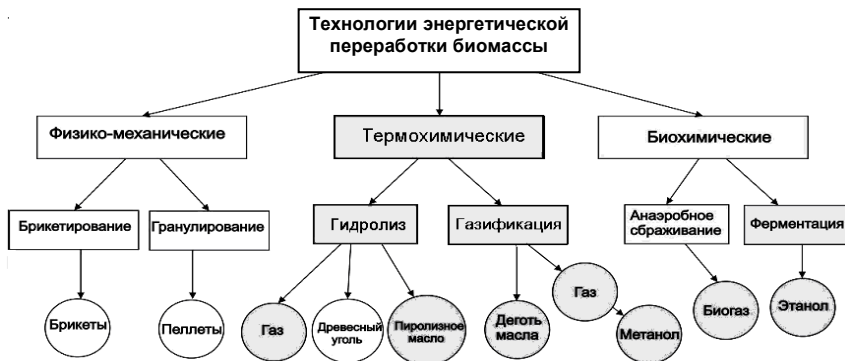 Технологии энергетической
переработки биомассы
Физико-механические
Термохимические
Биохимические
Брикетирование
Гранулирование
Гидролиз
Газификация
Анаэробное
сбраживание
Ферментация
Брикеты
Пеллеты
Газ
Древесный
уголь
Пиролизное
масло
Деготь
масла
Газ
Метанол
Биогаз
Этанол